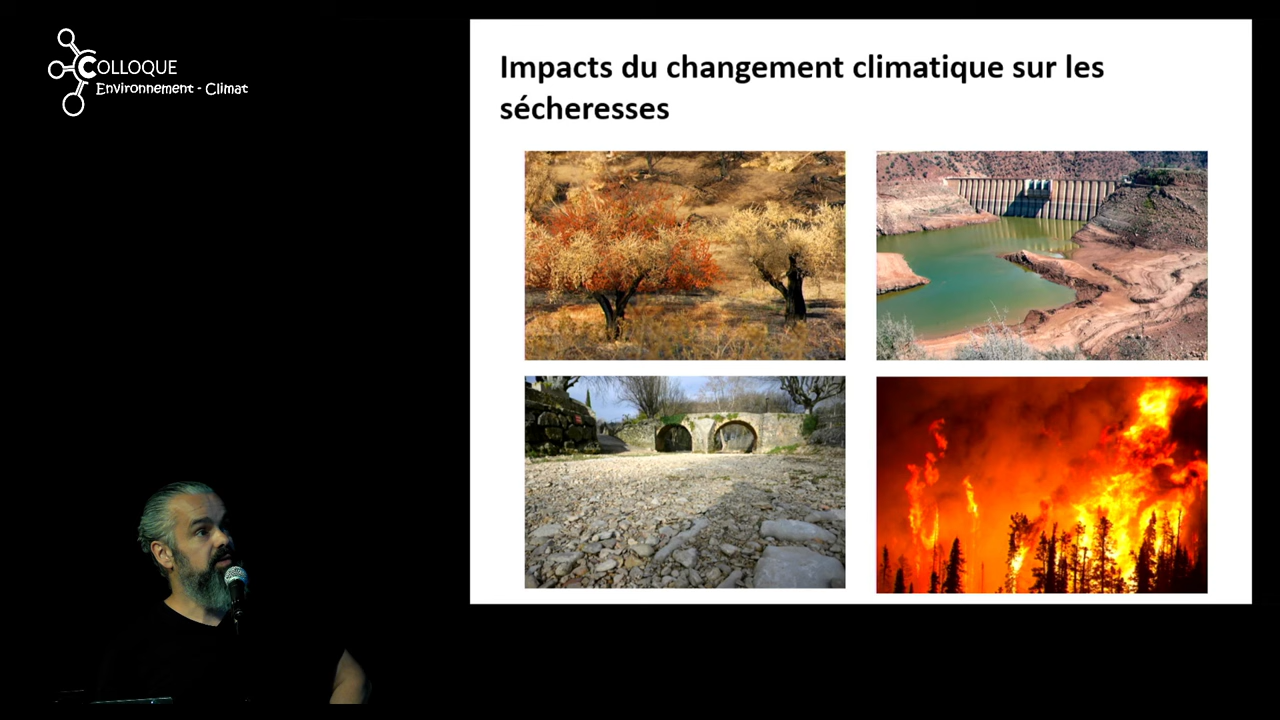 COLLOQUE
Environnement - Climat
Impacts du changement climatique sur les
sécheresses